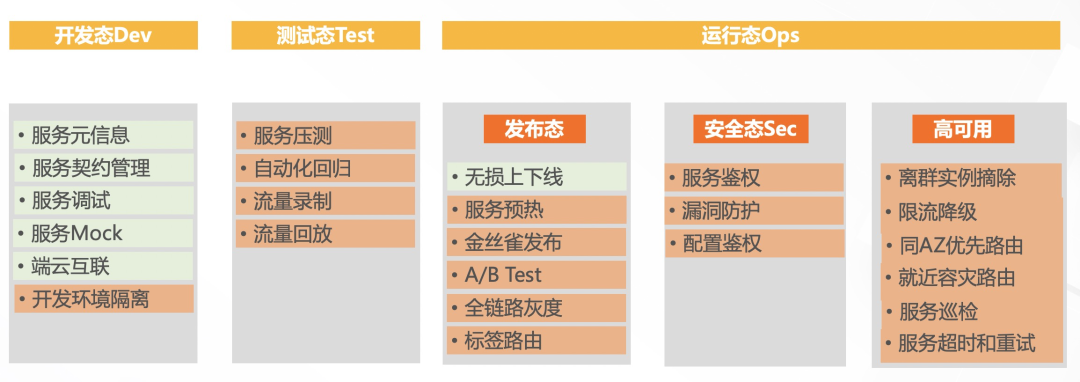 开发态Dev
测试态Test
运行态Ops
• 服务元信息
• 服务契约管理
• 服务调试
• 服务Mock
• 端云互联
• 开发环境隔离
• 服务压测
• 自动化回归
• 流量录制
• 流量回放
发布态
• 无损上下线
• 服务预热
• 金丝雀发布
• A/B Test
• 全链路灰度
• 标签路由
安全态Sec
• 服务鉴权
• 漏洞防护
• 配置鉴权
高可用
• 离群实例摘除
• 限流降级
• 同AZ优先路由
• 就近容灾路由
• 服务巡检
• 服务超时和重试